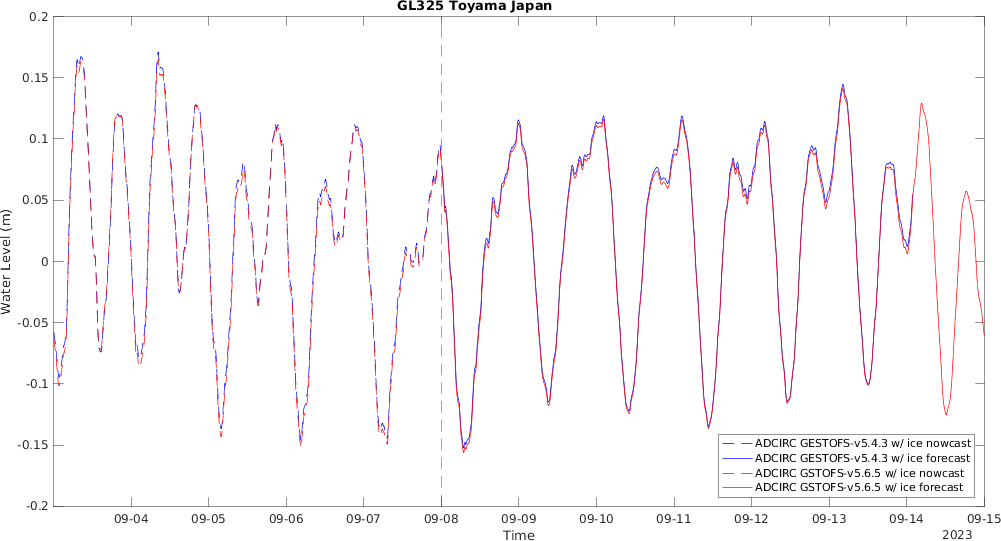 GL325 Toyama Japan
0.2
0.15
0.1
0.05
0
-0.05
-0.1
-0.15
-0.2
Water Level (m)
ADCIRC GESTOFS-v5.4.3 w/ ice nowcast
ADCIRC GESTOFS-v5.4.3 w/ ice forecast
ADCIRC GSTOFS-v5.6.5 w/ ice nowcast
ADCIRC GSTOFS-v5.6.5 w/ ice forecast
09-04 09-05 09-06 09-07 09-08 09-09 09-10 09-11 09-12 09-13 09-14 09-15
Time
2023